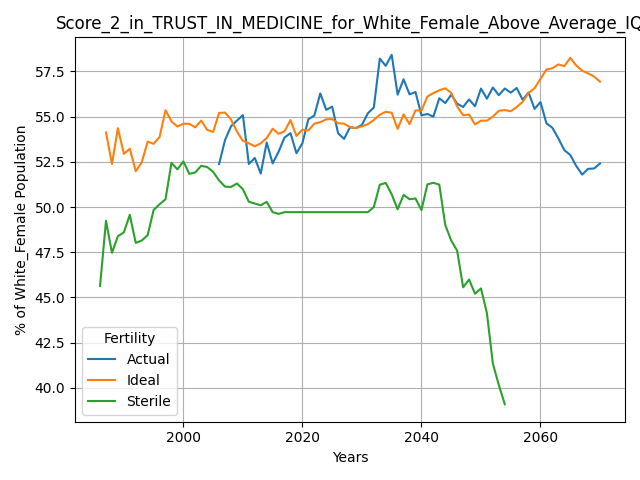 Score_2_in_TRUST_IN_MEDICINE_for_White_Female_Above_Average_IQ
% of White_Female Population
57.5
55.0
52.5
50.0
47.5
45.0
42.5
40.0
Fertility
Actual
Ideal
Sterile
2000 2020 2040 2060
Years